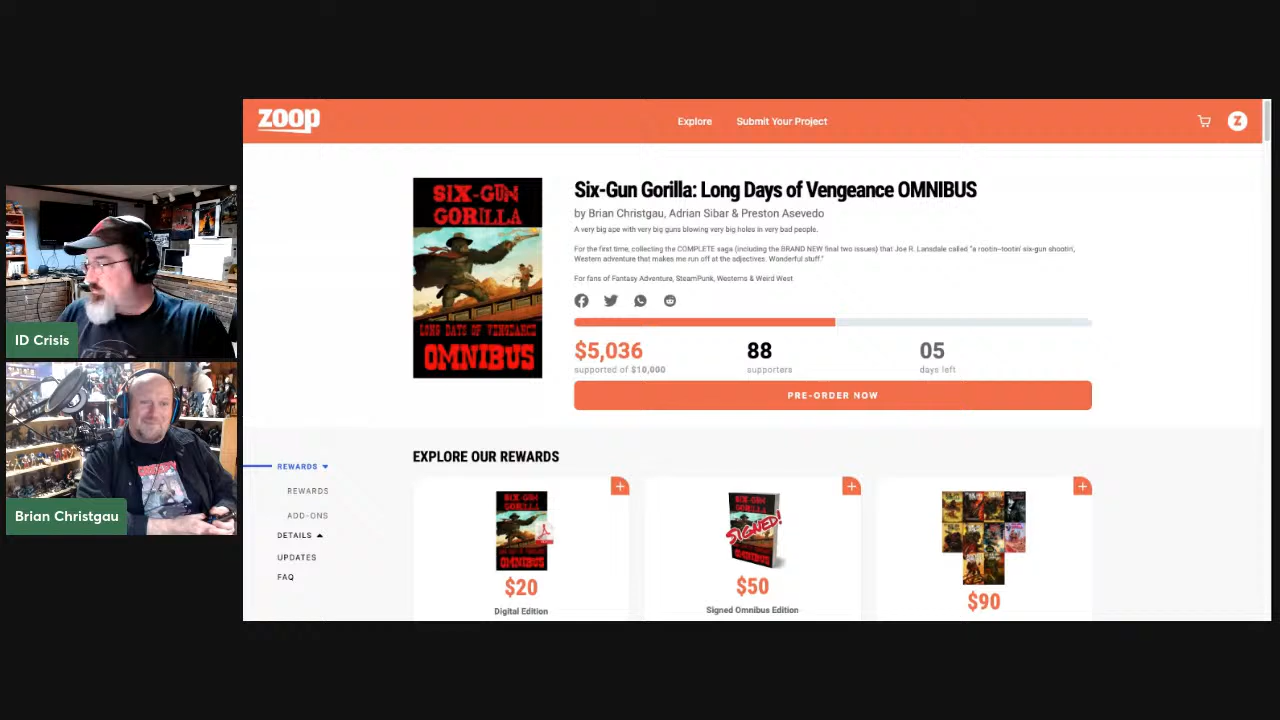 zoop
Explore
Submit Your Project
Z
SIX-GUN
GORILLA
LONG DAYS OF VENGEANCE
OMNIBUS
Six-Gun Gorilla: Long Days of Vengeance OMNIBUS
by Brian Christgau, Adrian Sibar & Preston Asevedo
A very big ape with very big guns blowing very big holes in very bad people.
For the first time, collecting the COMPLETE saga (including the BRAND NEW final two issues) that Joe R. Lansdale called "a rootin-tootin' six-gun shootin',
Western adventure that makes me run off at the adjectives. Wonderful stuff."
For fans of Fantasy Adventure, SteamPunk, Westerns & Weird West
$5,036
88
05
supported of $10,000
supporters
days left
PRE-ORDER NOW
ID Crisis
Brian Christgau
REWARDS
REWARDS
ADD-ONS
DETAILS
UPDATES
FAQ
EXPLORE OUR REWARDS
SIX-GUN
GORILLA
OMNIBUS
$20
Digital Edition
SIX-GUN
GORILLA
SIGNED!
OMNIBUS
$50
Signed Omnibus Edition
$90